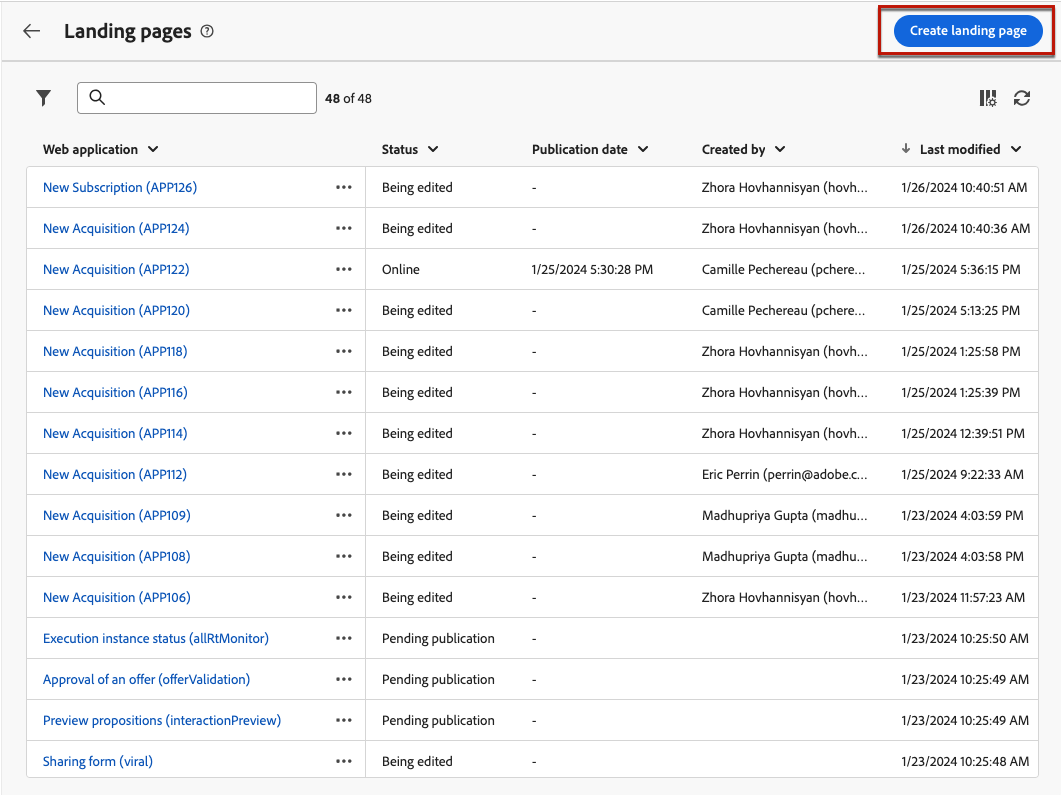 Landing pages
Create landing page
48 of 48
Web application Status Publication date Created by Last modified
New Subscription (APP126) Being edited - Zhora Hovhannisyan (hovh... 1/26/2024 10:40:51 AM
New Acquisition (APP124) Being edited - Zhora Hovhannisyan (hovh... 1/26/2024 10:40:36 AM
New Acquisition (APP122) Online 1/25/2024 5:30:28 PM Camille Pechereau (pchere... 1/25/2024 5:36:15 PM
New Acquisition (APP120) Being edited - Camille Pechereau (pchere... 1/25/2024 5:13:25 PM
New Acquisition (APP118) Being edited - Zhora Hovhannisyan (hovh... 1/25/2024 1:25:58 PM
New Acquisition (APP116) Being edited - Zhora Hovhannisyan (hovh... 1/25/2024 1:25:39 PM
New Acquisition (APP114) Being edited - Zhora Hovhannisyan (hovh... 1/25/2024 12:39:51 PM
New Acquisition (APP112) Being edited - Eric Perrin (perrin@adobe.c... 1/25/2024 9:22:33 AM
New Acquisition (APP109) Being edited - Madhupriya Gupta (madhu... 1/23/2024 4:03:59 PM
New Acquisition (APP108) Being edited - Madhupriya Gupta (madhu... 1/23/2024 4:03:58 PM
New Acquisition (APP106) Being edited - Zhora Hovhannisyan (hovh... 1/23/2024 11:57:23 AM
Execution instance status (allRtMonitor) Pending publication - 1/23/2024 10:25:50 AM
Approval of an offer (offerValidation) Pending publication - 1/23/2024 10:25:49 AM
Preview propositions (interactionPreview) Pending publication - 1/23/2024 10:25:49 AM
Sharing form (viral) Being edited - 1/23/2024 10:25:48 AM